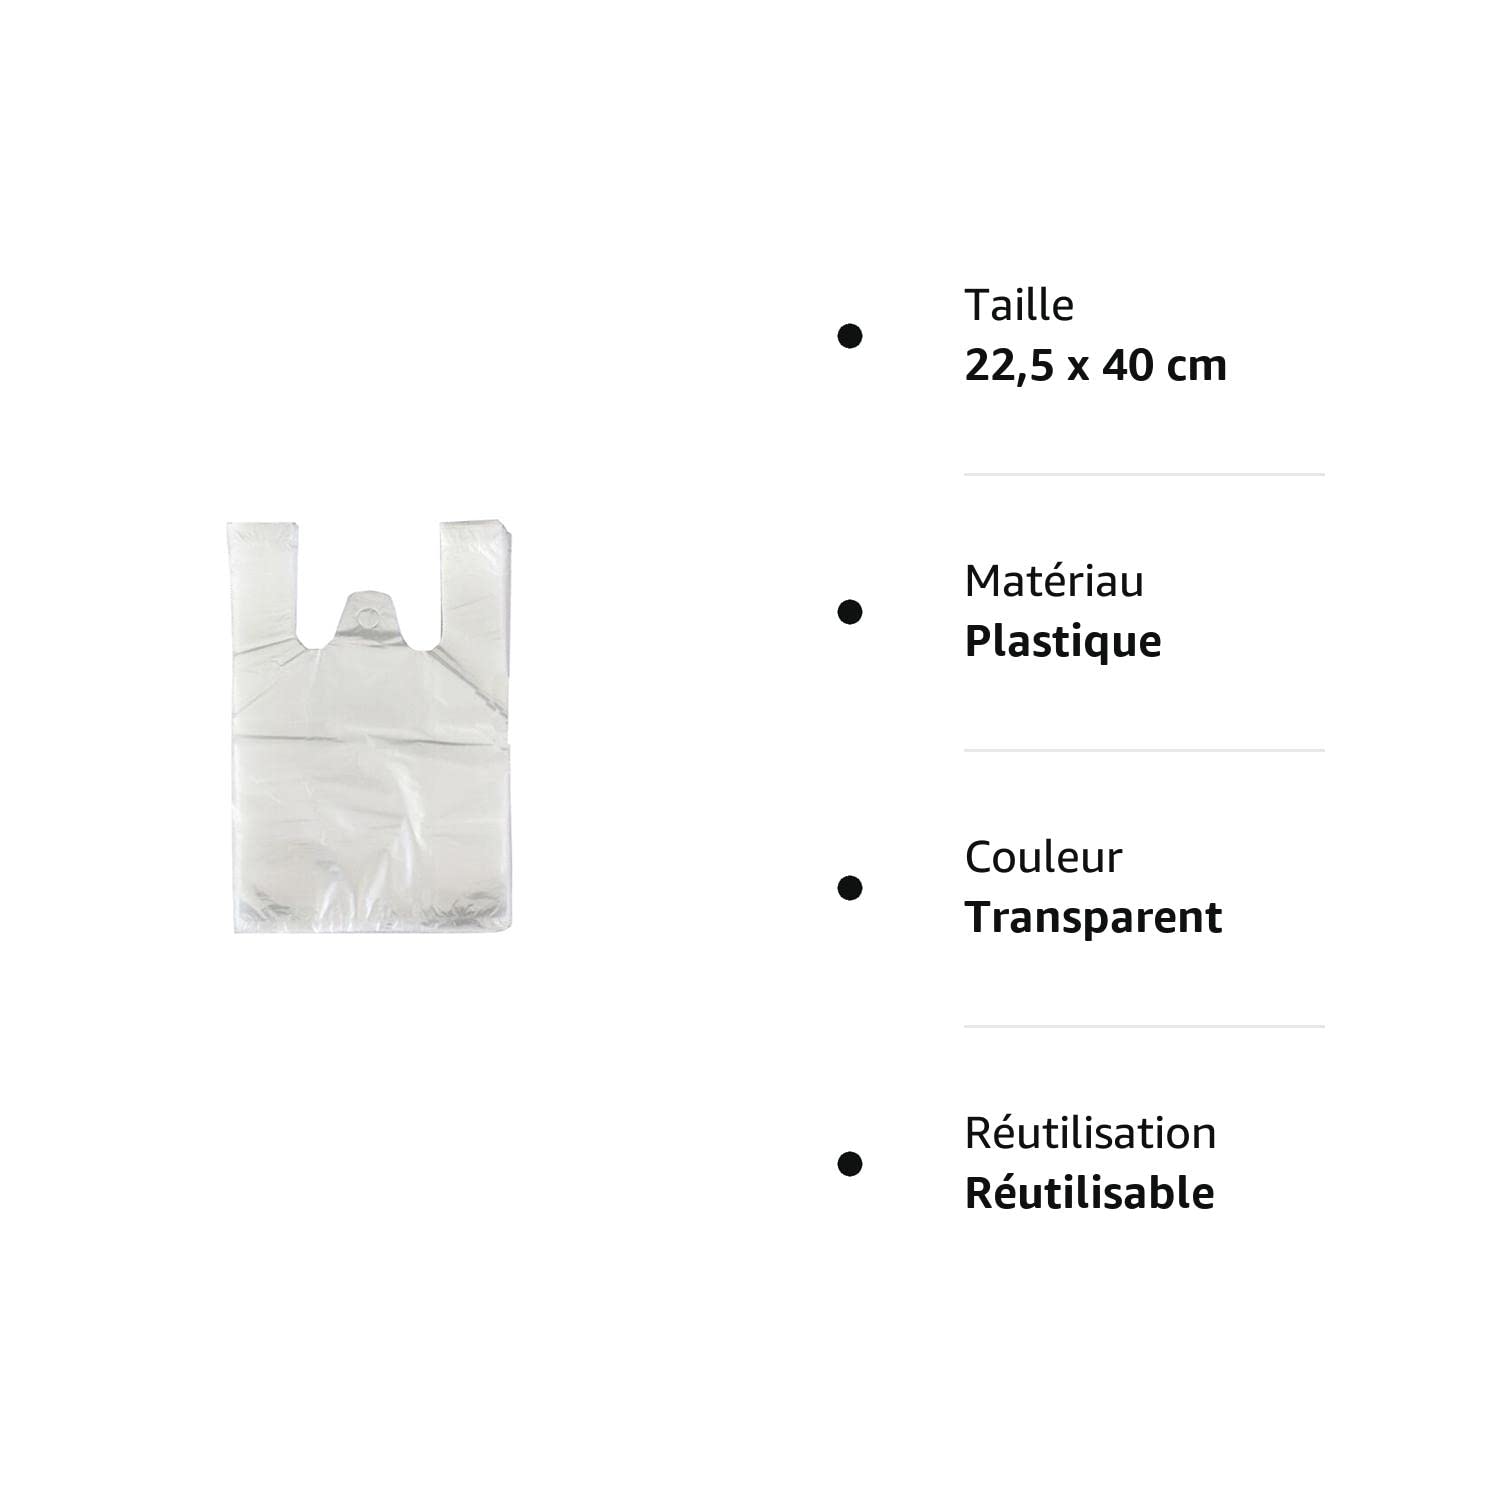 Taille
22,5 x 40 cm
Matériau
Plastique
Couleur
Transparent
Réutilisation
Réutilisable